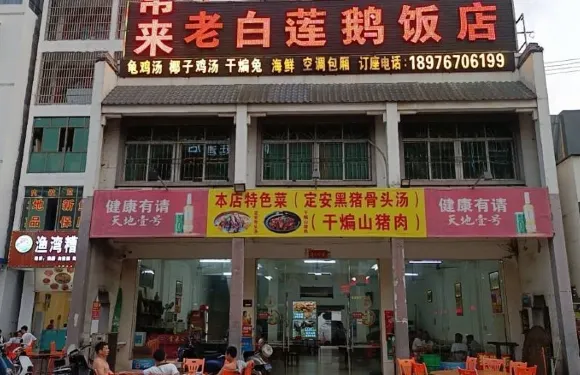 常来老白莲鹅饭店
龟鸡汤 椰子鸡汤 干煸兔 海鲜 空调包厢 订座电话:18976706199
健康有请
天地壹号
本店特色菜(定安黑猪骨头汤)
(干煸山猪肉)
健康有请
天地壹号
渔湾